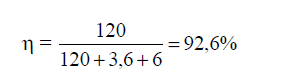 η = 120 / (120 + 3,6 + 6) = 92,6%